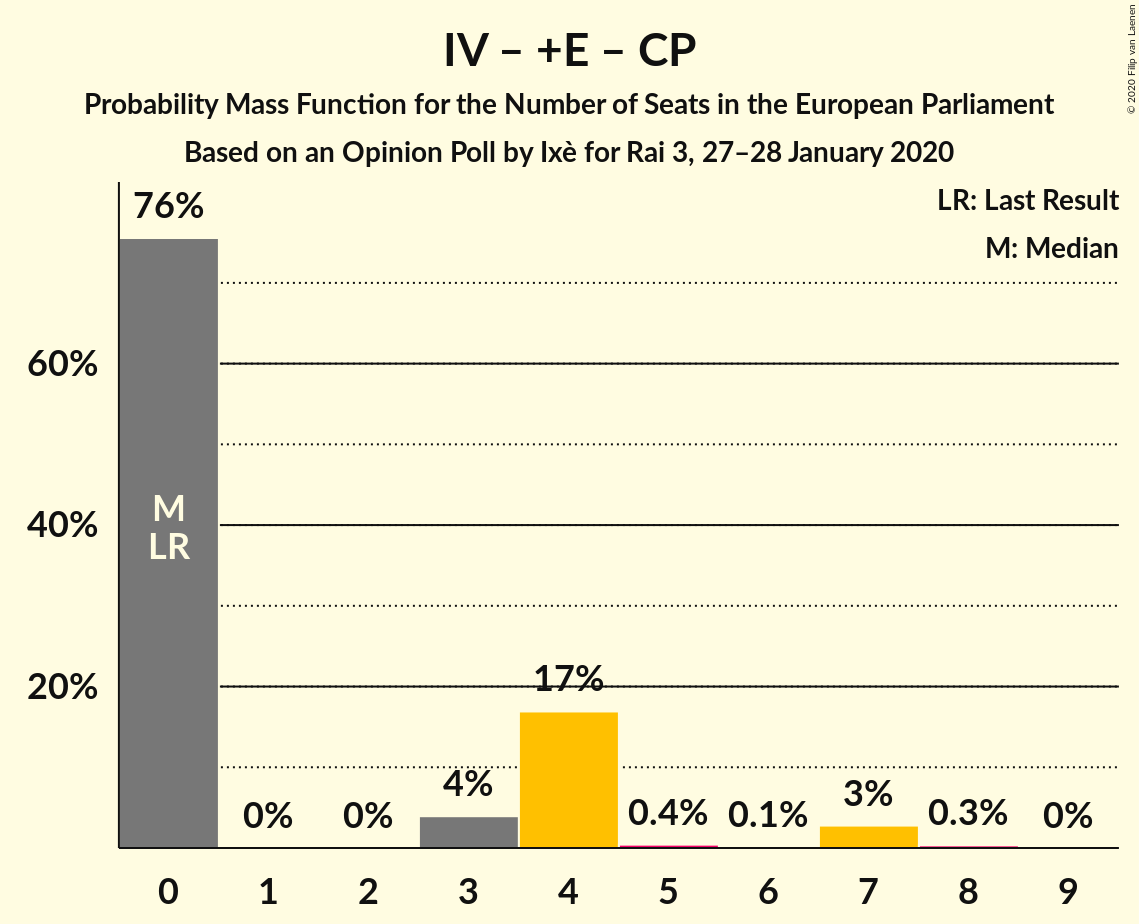 IV – +E – CP
Probability Mass Function for the Number of Seats in the European Parliament
Based on an Opinion Poll by Ixè for Rai 3, 27–28 January 2020
© 2020 Filip van Laenen
LR: Last Result
M: Median
76%
60%
40%
20%
M
LR
0%
0%
4%
17%
0.4%
0.1%
3%
0.3%
0%
0 1 2 3 4 5 6 7 8 9